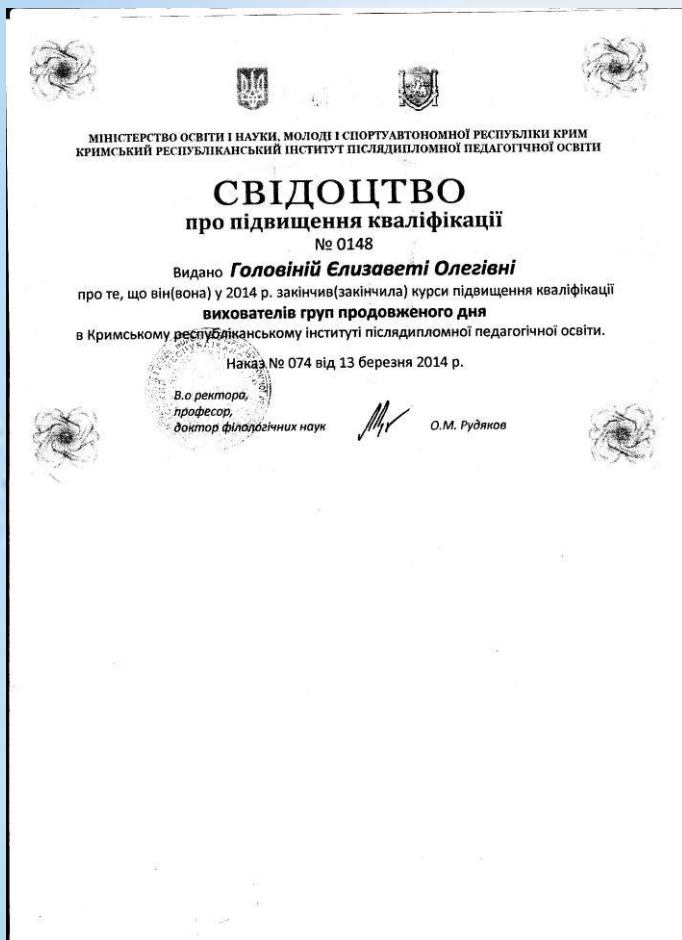 МІНІСТЕРСТВО ОСВІТИ І НАУКИ, МОЛОДІ І СПОРТУАВТОНОМНОЇ РЕСПУБЛІКИ КРИМ
КРИМСЬКИЙ РЕСПУБЛІКАНСЬКИЙ ІНСТИТУТ ПІСЛЯДИПЛОМНОЇ ПЕДАГОГІЧНОЇ ОСВІТИ
СВІДОЦТВО
про підвищення кваліфікації
№ 0148
Видано Головіній Єлизаветі Олегівні
про те, що він(вона) у 2014 р. закінчив(закінчила) курси підвищення кваліфікації
вихователів груп продовженого дня
в Кримському республіканському інституті післядипломної педагогічної освіти.
Наказ № 074 від 13 березня 2014 р.
В.о ректора,
професор,
доктор філологічних наук О.М. Рудяков